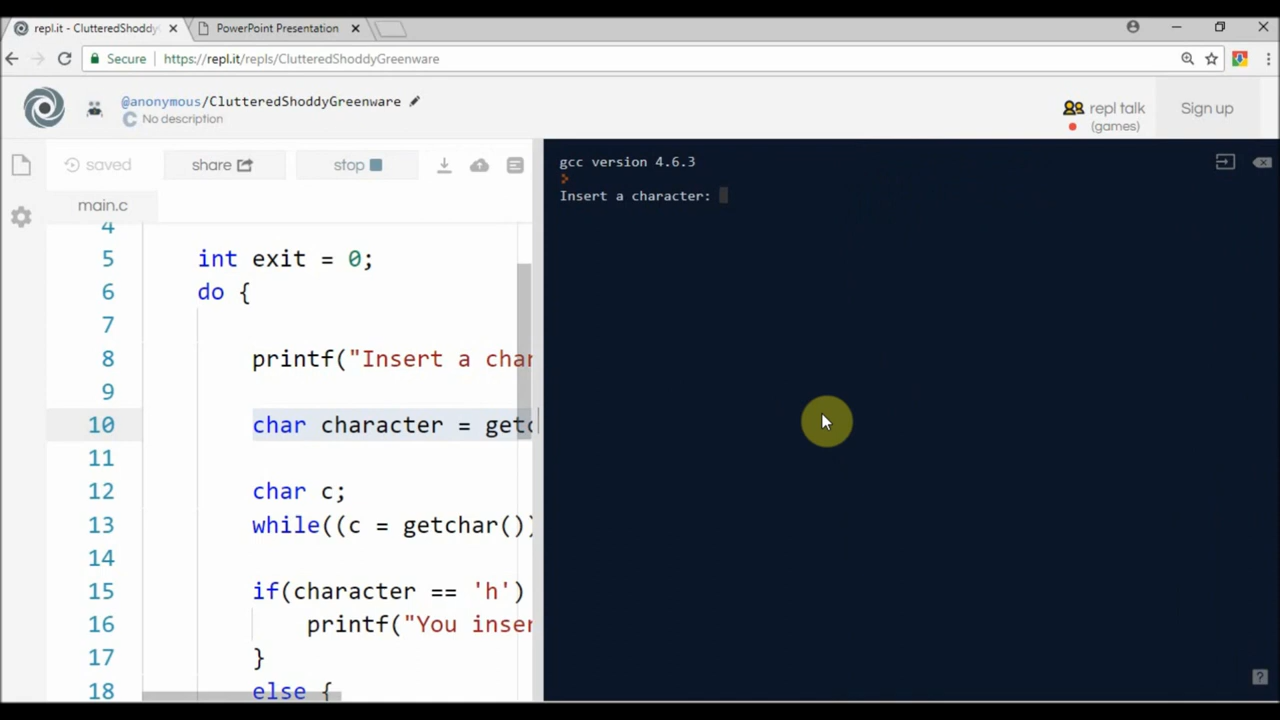 repl.it - ClutteredShoddy
PowerPoint Presentation
Secure
https://repl.it/repls/ClutteredShoddyGreenware
@anonymous/ClutteredShoddyGreenware
No description
repl talk
(games)
Sign up
saved
share
stop
main.c
gcc version 4.6.3
Insert a character:
4
5 int exit = 0;
6 do {
7
8 printf("Insert a char
9
10 char character = getc
11
12 char c;
13 while((c = getchar())
14
15 if(character == 'h')
16 printf("You inser
17 }
18 else {
?